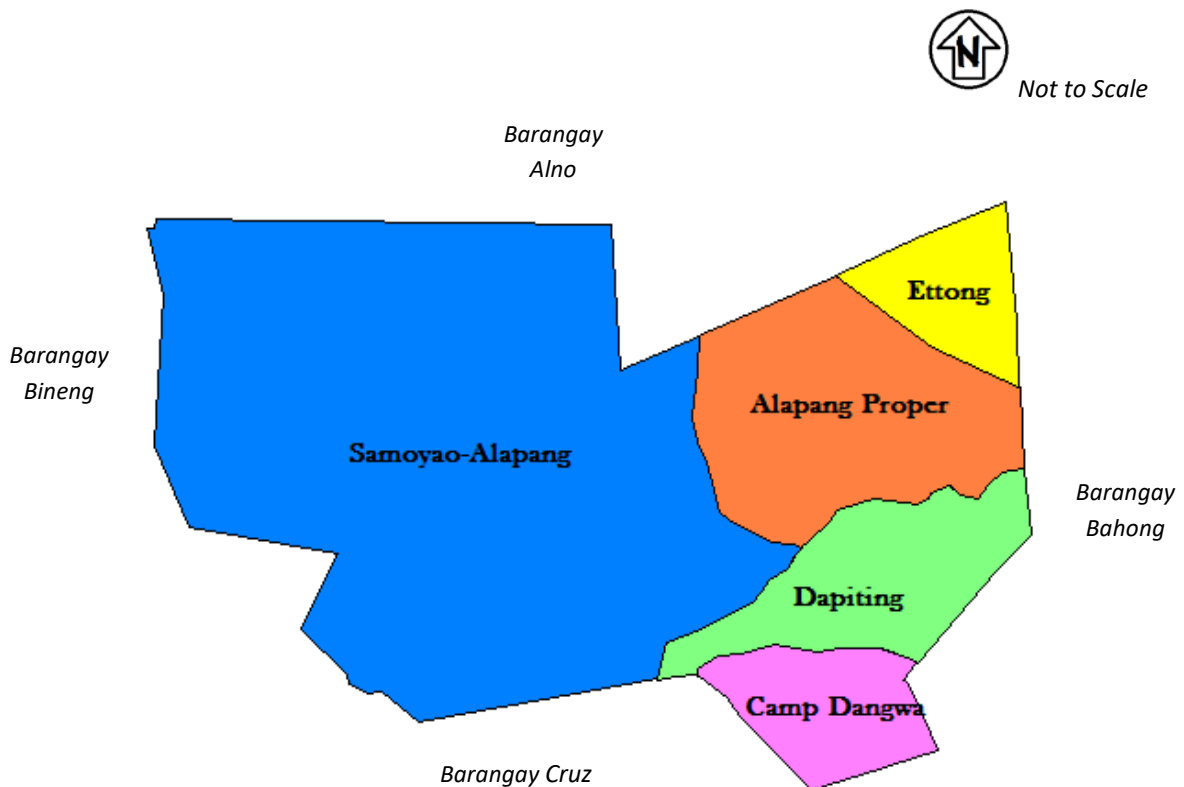 N
Not to Scale
Barangay
Alno
Ettong
Barangay
Bineng
Alapang Proper
Samoyao-Alapang
Barangay
Bahong
Dapiting
Camp Dangwa
Barangay Cruz